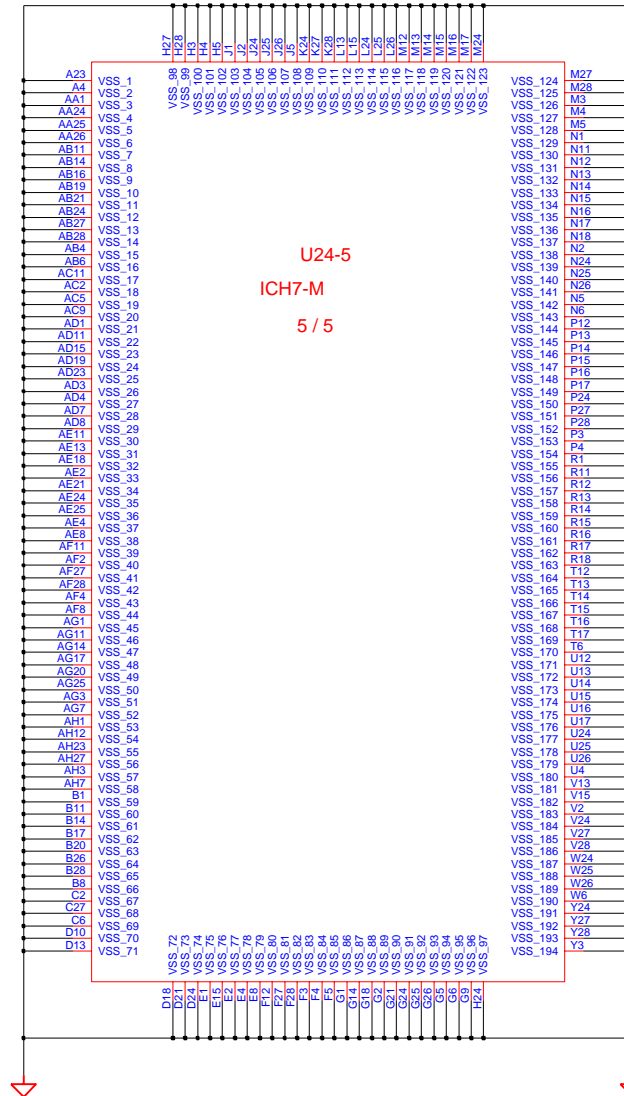 H27 H28 H3 H4 H5 J1 J2 J24 J25 J26 J5 K24 K27 K28 L13 L15 L24 L25 L26 M12 M13 M14 M15 M16 M17 M24
VSS_98 VSS_99 VSS_100 VSS_101 VSS_102 VSS_103 VSS_104 VSS_105 VSS_106 VSS_107 VSS_108 VSS_109 VSS_110 VSS_111 VSS_112 VSS_113 VSS_114 VSS_115 VSS_116 VSS_117 VSS_118 VSS_119 VSS_120 VSS_121 VSS_122 VSS_123
A23 VSS_1 VSS_124 M27
A4 VSS_2 VSS_125 M28
AA1 VSS_3 VSS_126 M3
AA24 VSS_4 VSS_127 M4
AA25 VSS_5 VSS_128 M5
AA26 VSS_6 VSS_129 N1
AB11 VSS_7 VSS_130 N11
AB14 VSS_8 VSS_131 N12
AB16 VSS_9 VSS_132 N13
AB19 VSS_10 VSS_133 N14
AB21 VSS_11 VSS_134 N15
AB24 VSS_12 VSS_135 N16
AB27 VSS_13 VSS_136 N17
AB28 VSS_14 VSS_137 N18
U24-5
AB4 VSS_15 VSS_138 N2
AB6 VSS_16 VSS_139 N24
AC11 VSS_17 VSS_140 N25
ICH7-M
AC2 VSS_18 VSS_141 N26
AC5 VSS_19 VSS_142 N5
AC9 VSS_20 VSS_143 N6
5 / 5
AD1 VSS_21 VSS_144 P12
AD11 VSS_22 VSS_145 P13
AD15 VSS_23 VSS_146 P14
AD19 VSS_24 VSS_147 P15
AD23 VSS_25 VSS_148 P16
AD3 VSS_26 VSS_149 P17
AD4 VSS_27 VSS_150 P24
AD7 VSS_28 VSS_151 P27
AD8 VSS_29 VSS_152 P28
AE11 VSS_30 VSS_153 P3
AE13 VSS_31 VSS_154 P4
AE18 VSS_32 VSS_155 R1
AE2 VSS_33 VSS_156 R11
AE21 VSS_34 VSS_157 R12
AE24 VSS_35 VSS_158 R13
AE25 VSS_36 VSS_159 R14
AE4 VSS_37 VSS_160 R15
AE8 VSS_38 VSS_161 R16
AF11 VSS_39 VSS_162 R17
AF2 VSS_40 VSS_163 R18
AF27 VSS_41 VSS_164 T12
AF28 VSS_42 VSS_165 T13
AF4 VSS_43 VSS_166 T14
AF8 VSS_44 VSS_167 T15
AG1 VSS_45 VSS_168 T16
AG11 VSS_46 VSS_169 T17
AG14 VSS_47 VSS_170 T6
AG17 VSS_48 VSS_171 U12
AG20 VSS_49 VSS_172 U13
AG25 VSS_50 VSS_173 U14
AG3 VSS_51 VSS_174 U15
AG7 VSS_52 VSS_175 U16
AH1 VSS_53 VSS_176 U17
AH12 VSS_54 VSS_177 U24
AH23 VSS_55 VSS_178 U25
AH27 VSS_56 VSS_179 U26
AH3 VSS_57 VSS_180 U4
AH7 VSS_58 VSS_181 V13
B1 VSS_59 VSS_182 V15
B11 VSS_60 VSS_183 V2
B14 VSS_61 VSS_184 V24
B17 VSS_62 VSS_185 V27
B20 VSS_63 VSS_186 V28
B26 VSS_64 VSS_187 W24
B28 VSS_65 VSS_188 W25
B8 VSS_66 VSS_189 W26
C2 VSS_67 VSS_190 W6
C27 VSS_68 VSS_191 Y24
C6 VSS_69 VSS_192 Y27
D10 VSS_70 VSS_193 Y28
D13 VSS_71 VSS_194 Y3
VSS_72 VSS_73 VSS_74 VSS_75 VSS_76 VSS_77 VSS_78 VSS_79 VSS_80 VSS_81 VSS_82 VSS_83 VSS_84 VSS_85 VSS_86 VSS_87 VSS_88 VSS_89 VSS_90 VSS_91 VSS_92 VSS_93 VSS_94 VSS_95 VSS_96 VSS_97
D18 D21 D24 E1 E15 E2 E4 E8 F12 F27 F28 F3 F4 F5 G1 G14 G18 G2 G21 G24 G25 G26 G5 G6 G9 H24